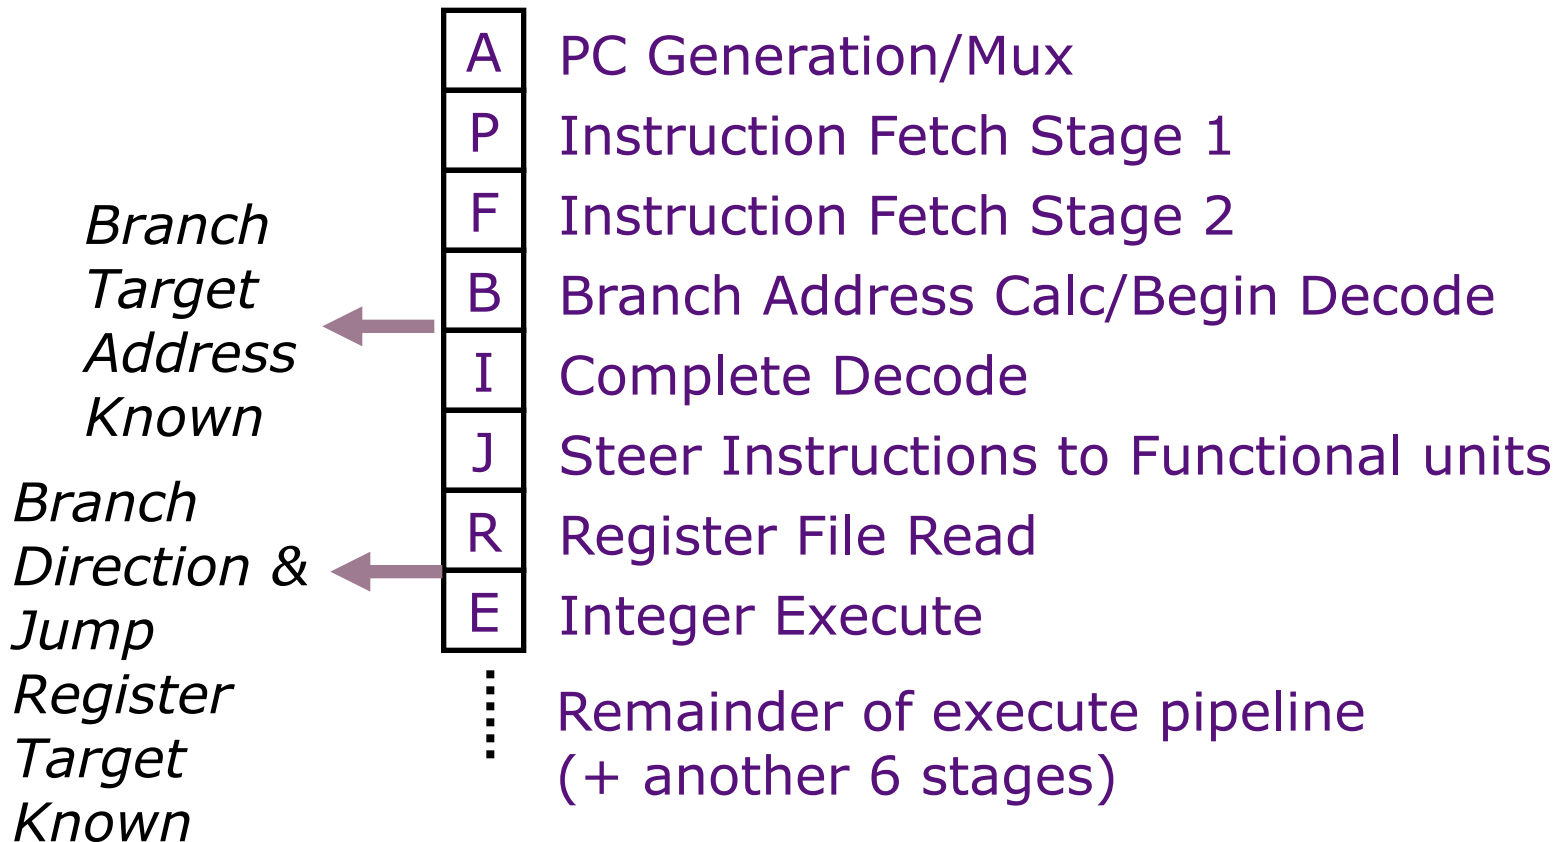 A PC Generation/Mux
P Instruction Fetch Stage 1
F Instruction Fetch Stage 2
B Branch Address Calc/Begin Decode
I Complete Decode
J Steer Instructions to Functional units
R Register File Read
E Integer Execute
Remainder of execute pipeline
(+ another 6 stages)
Branch
Target
Address
Known
Branch
Direction &
Jump
Register
Target
Known